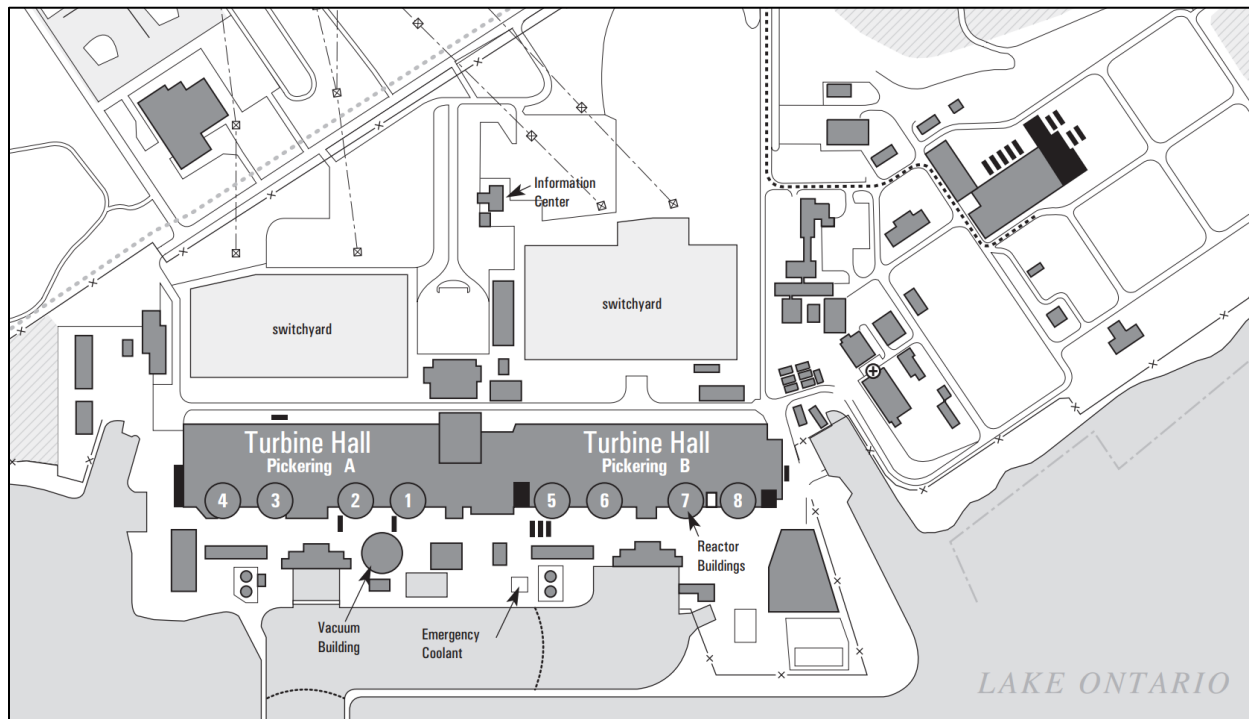 Information
Center
switchyard
switchyard
Turbine Hall
Pickering A
Turbine Hall
Pickering B
4
3
2
1
5
6
7
8
Reactor
Buildings
Vacuum
Building
Emergency
Coolant
LAKE ONTARIO